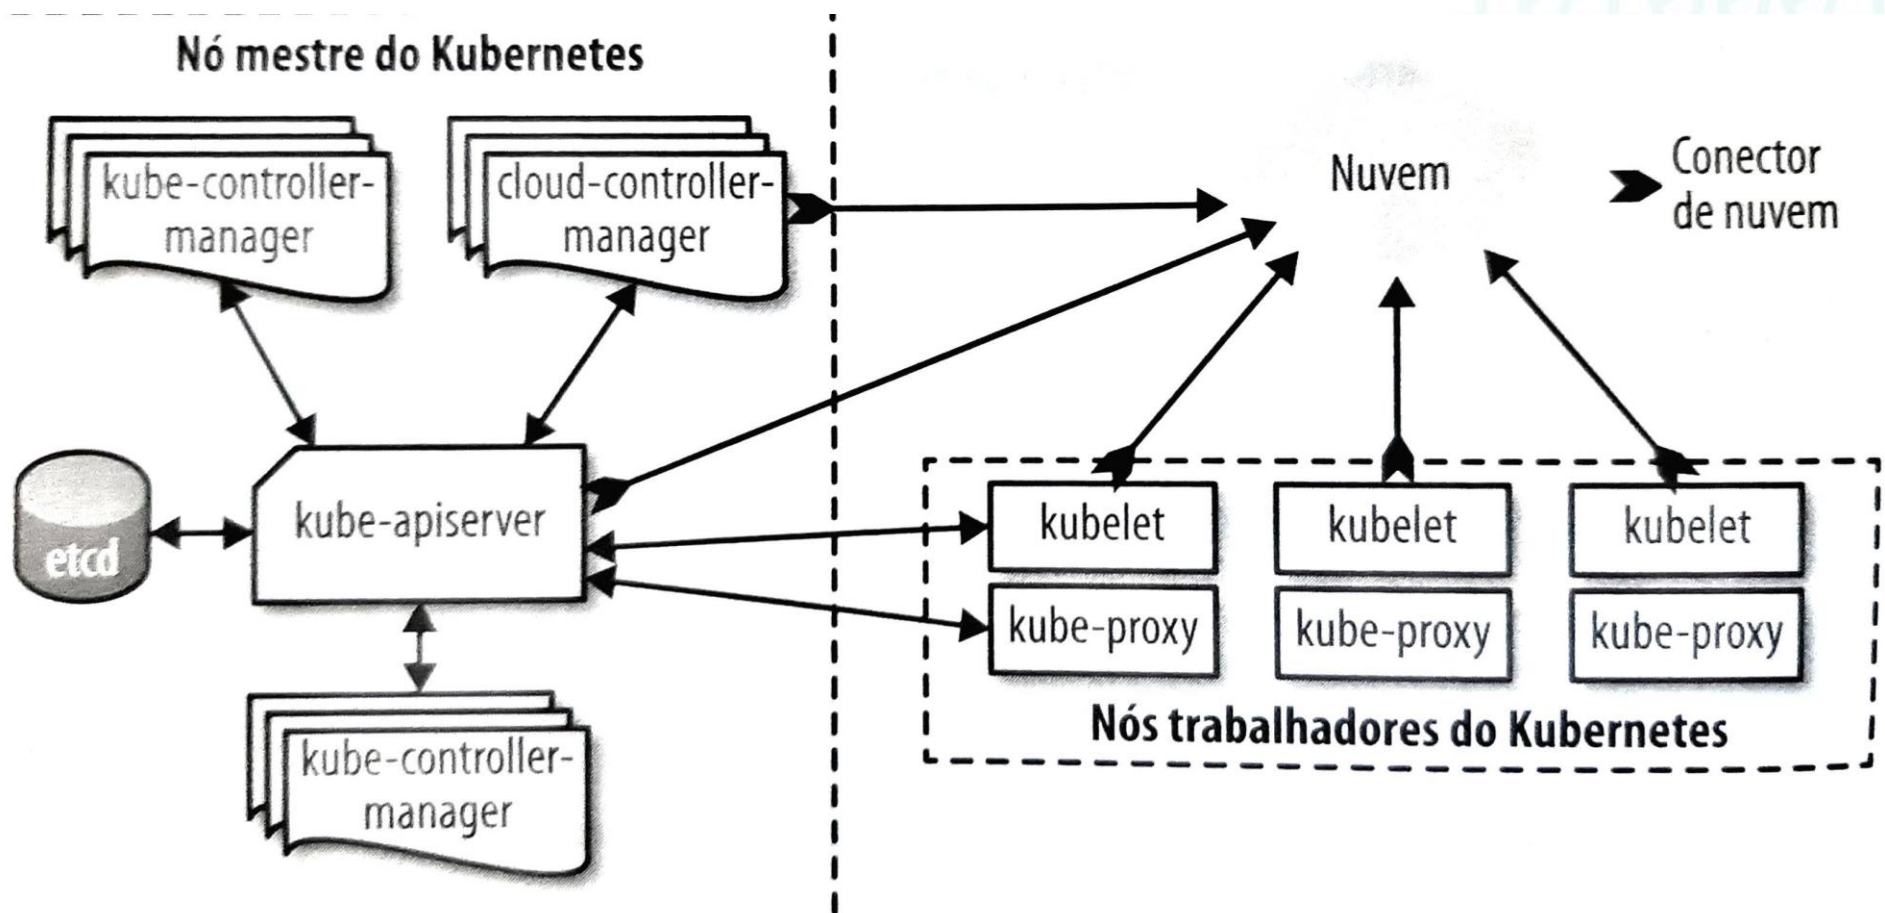 Nó mestre do Kubernetes
kube-controller-
manager
cloud-controller-
manager
Nuvem
Conector
de nuvem
etcd
kube-apiserver
kubelet
kubelet
kubelet
kube-proxy
kube-proxy
kube-proxy
Nós trabalhadores do Kubernetes
kube-controller-
manager